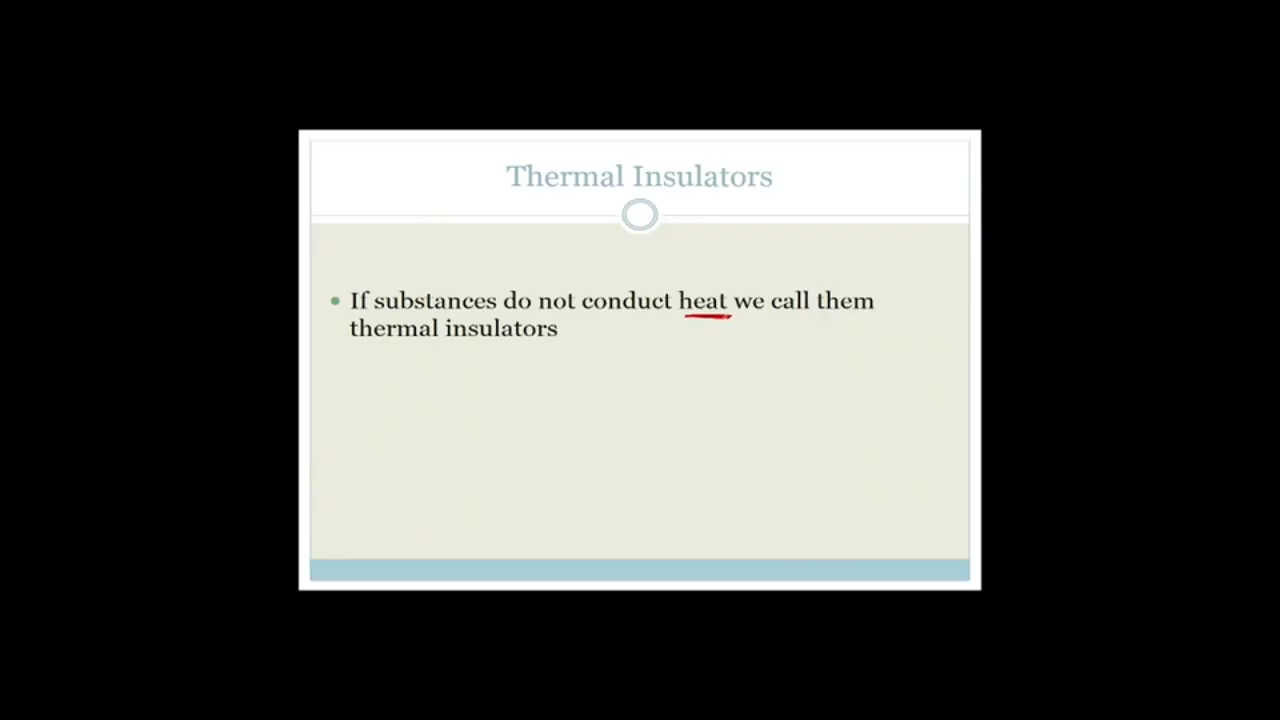 Thermal Insulators
• If substances do not conduct heat we call them
thermal insulators